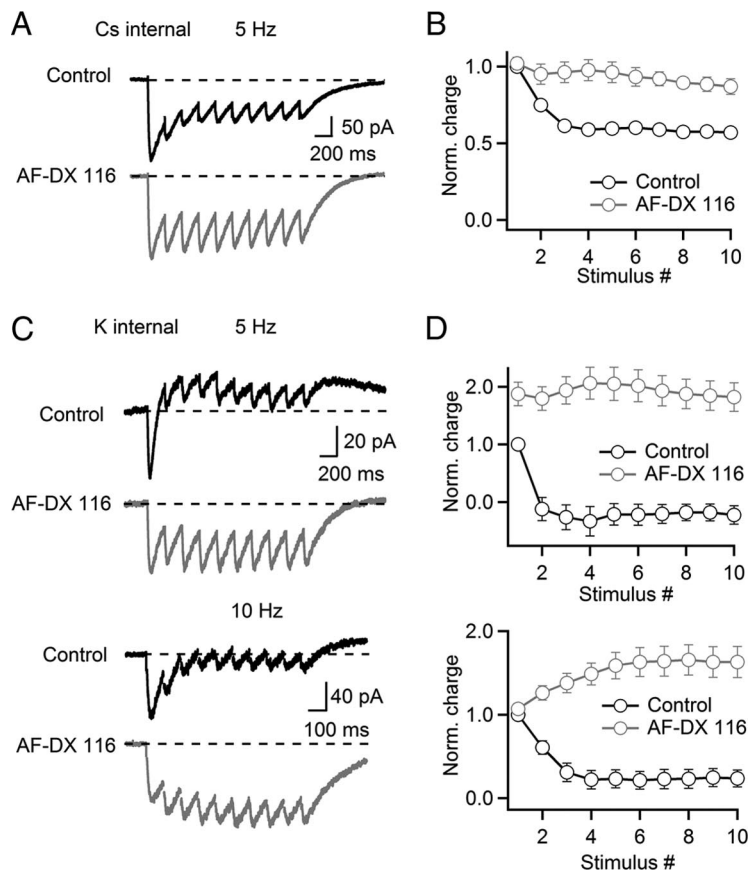 A
Cs internal 5 Hz
Control
50 pA
200 ms
AF-DX 116
B
Norm. charge
1.0
0.5
0.0
Control
AF-DX 116
2 4 6 8 10
Stimulus #
C
K internal 5 Hz
Control
20 pA
200 ms
AF-DX 116
10 Hz
Control
40 pA
100 ms
AF-DX 116
D
Norm. charge
2.0
1.0
0.0
Control
AF-DX 116
2 4 6 8 10
Stimulus #
Norm. charge
2.0
1.0
0.0
Control
AF-DX 116
2 4 6 8 10
Stimulus #